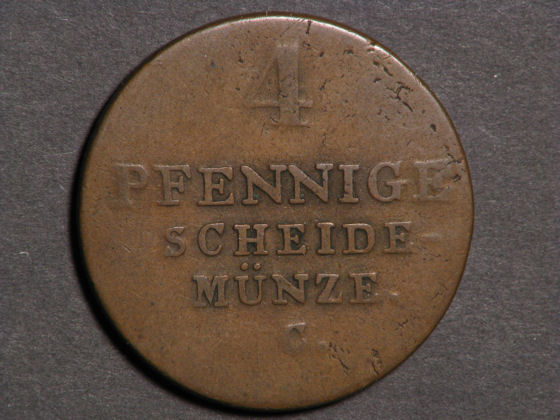 4
PFENNIGE
SCHEIDE
MÜNZE
C.